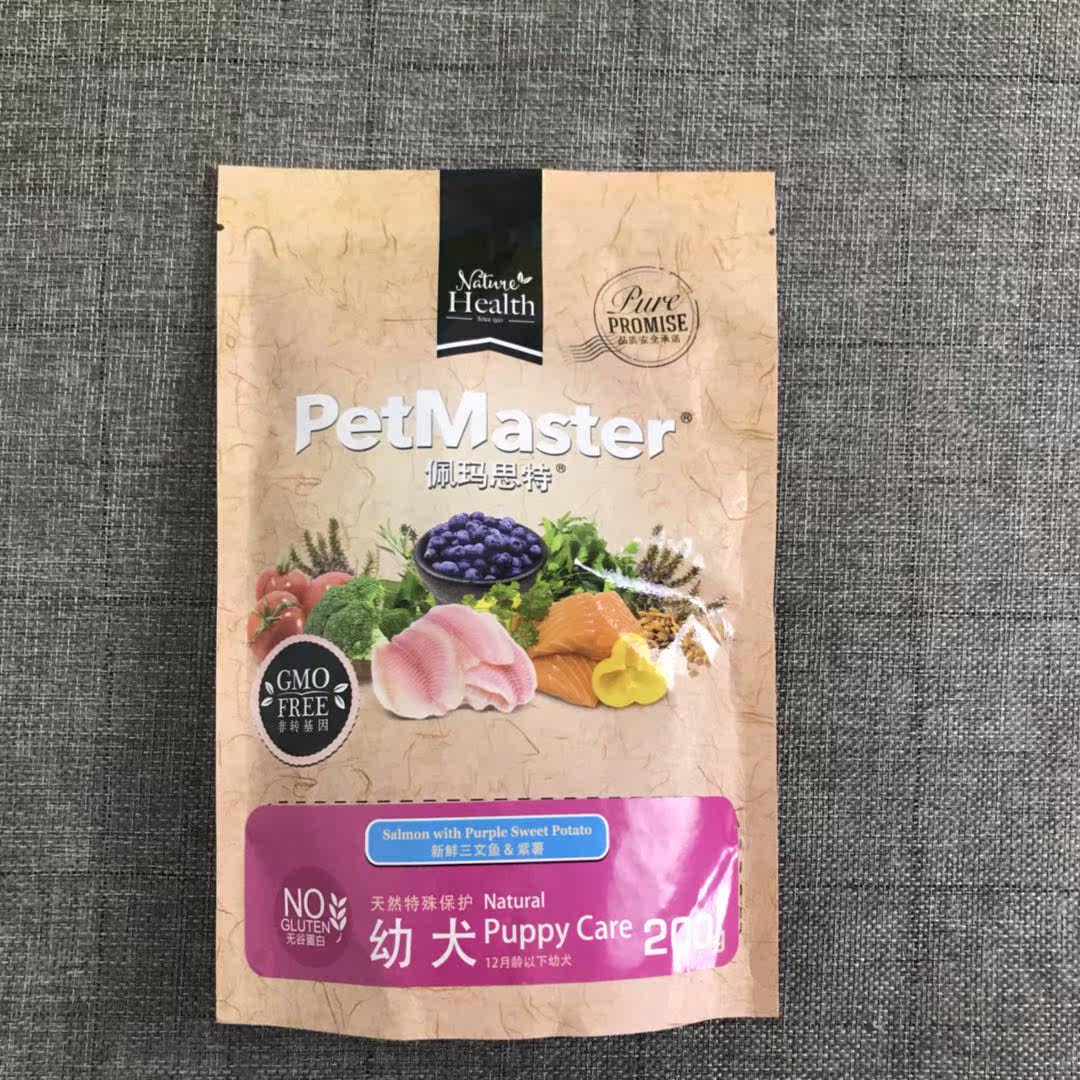 Nature
Health
Since 1921
Pure
PROMISE
品质安全承诺
PetMaster®
佩玛思特®
GMO
FREE
非转基因
Salmon with Purple Sweet Potato
新鲜三文鱼 & 紫薯
NO
GLUTEN
无谷蛋白
天然特殊保护 Natural
幼犬 Puppy Care 200g
12月龄以下幼犬